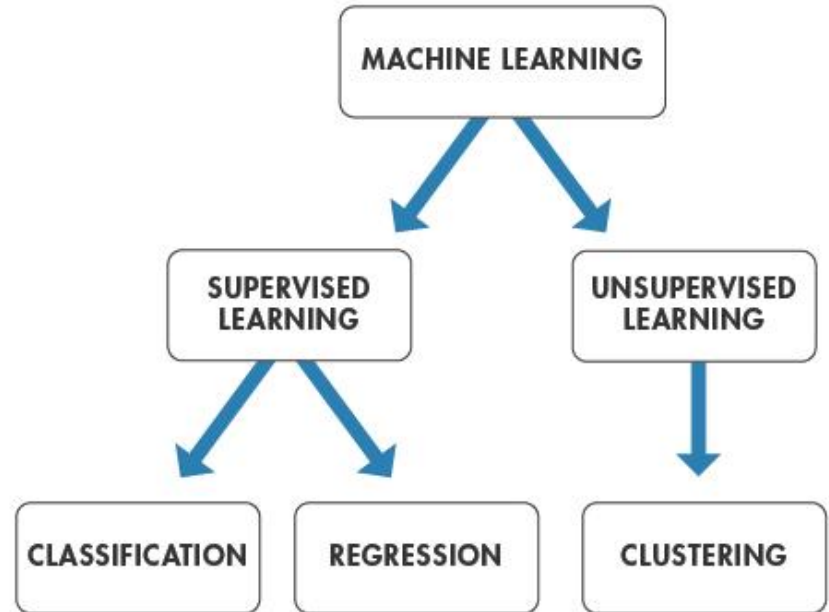 MACHINE LEARNING
SUPERVISED
LEARNING
UNSUPERVISED
LEARNING
CLASSIFICATION
REGRESSION
CLUSTERING